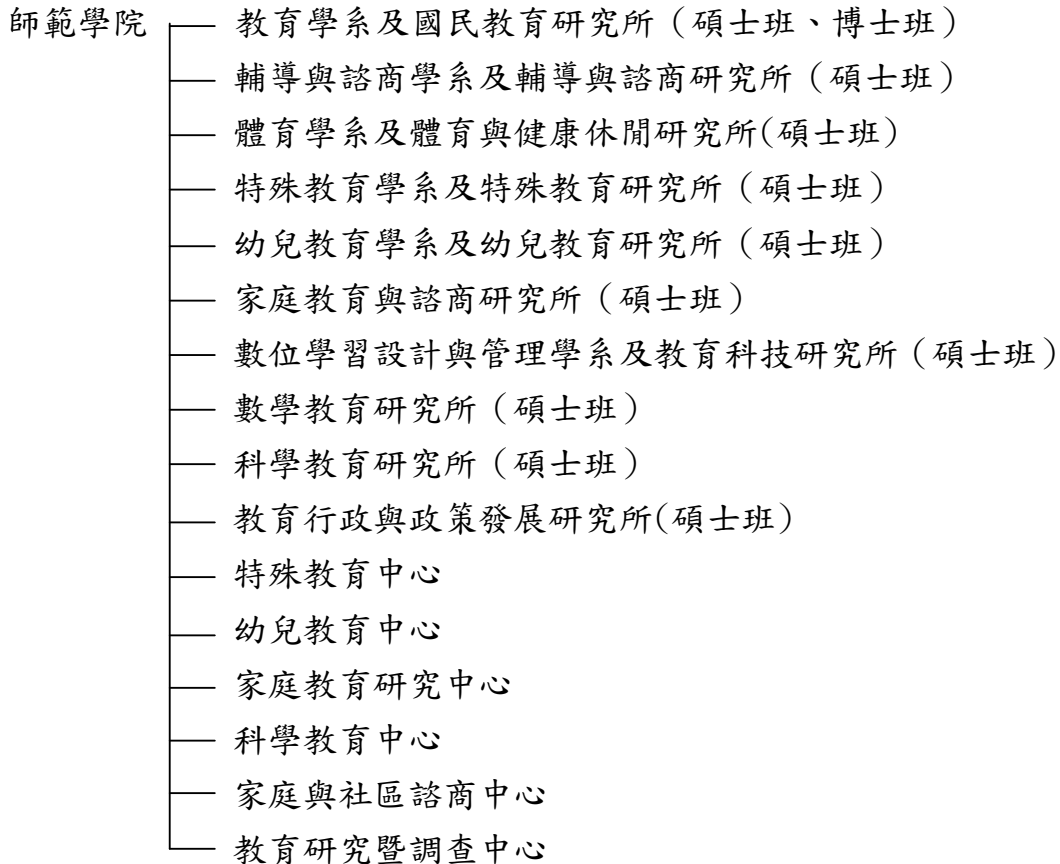 師範學院 教育學系及國民教育研究所（碩士班、博士班）
輔導與諮商學系及輔導與諮商研究所（碩士班）
體育學系及體育與健康休閒研究所(碩士班）
特殊教育學系及特殊教育研究所（碩士班）
幼兒教育學系及幼兒教育研究所（碩士班）
家庭教育與諮商研究所（碩士班）
數位學習設計與管理學系及教育科技研究所（碩士班）
數學教育研究所（碩士班）
科學教育研究所（碩士班）
教育行政與政策發展研究所(碩士班）
特殊教育中心
幼兒教育中心
家庭教育研究中心
科學教育中心
家庭與社區諮商中心
教育研究暨調查中心